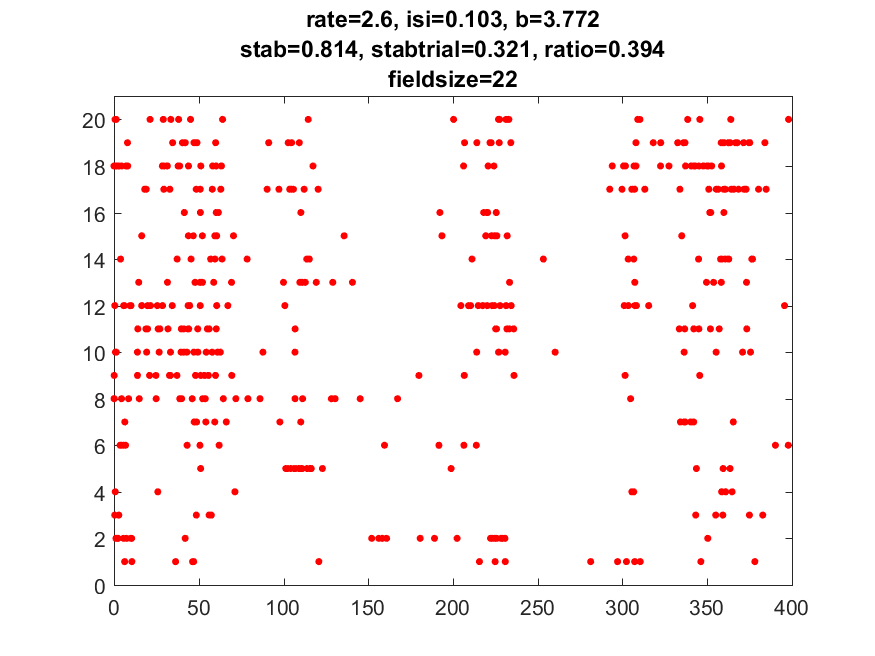 rate=2.6, isi=0.103, b=3.772
stab=0.814, stabtrial=0.321, ratio=0.394
fieldsize=22
20
18
16
14
12
10
8
6
4
2
0
0 50 100 150 200 250 300 350 400